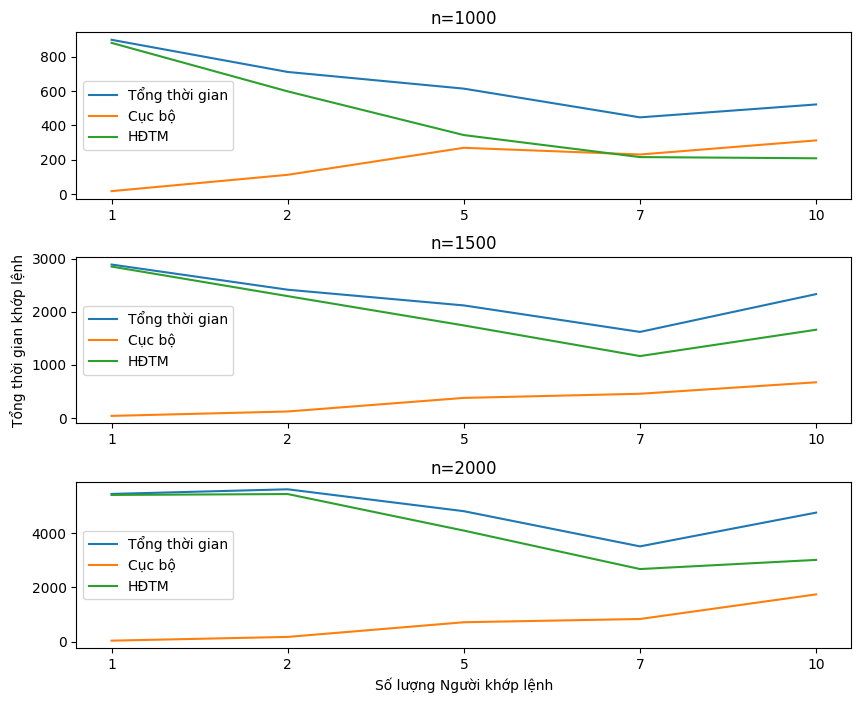 n=1000
800
600
400
200
0
Tổng thời gian
Cục bộ
HĐTM
1 2 5 7 10
n=1500
Tổng thời gian khớp lệnh
3000
2000
1000
0
Tổng thời gian
Cục bộ
HĐTM
1 2 5 7 10
n=2000
4000
2000
0
Tổng thời gian
Cục bộ
HĐTM
1 2 5 7 10
Số lượng Người khớp lệnh